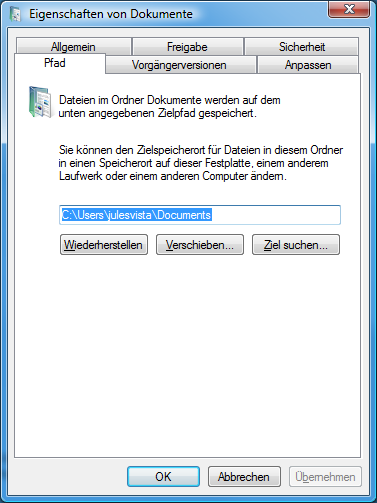 Eigenschaften von Dokumente
Allgemein Freigabe Sicherheit
Pfad Vorgängerversionen Anpassen
Dateien im Ordner Dokumente werden auf dem
unten angegebenen Zielpfad gespeichert.
Sie können den Zielspeicherort für Dateien in diesem Ordner
in einen Speicherort auf dieser Festplatte, einem anderem
Laufwerk oder einem anderen Computer ändern.
C:\Users\julesvista\Documents
Wiederherstellen Verschieben... Ziel suchen...
OK Abbrechen Übernehmen